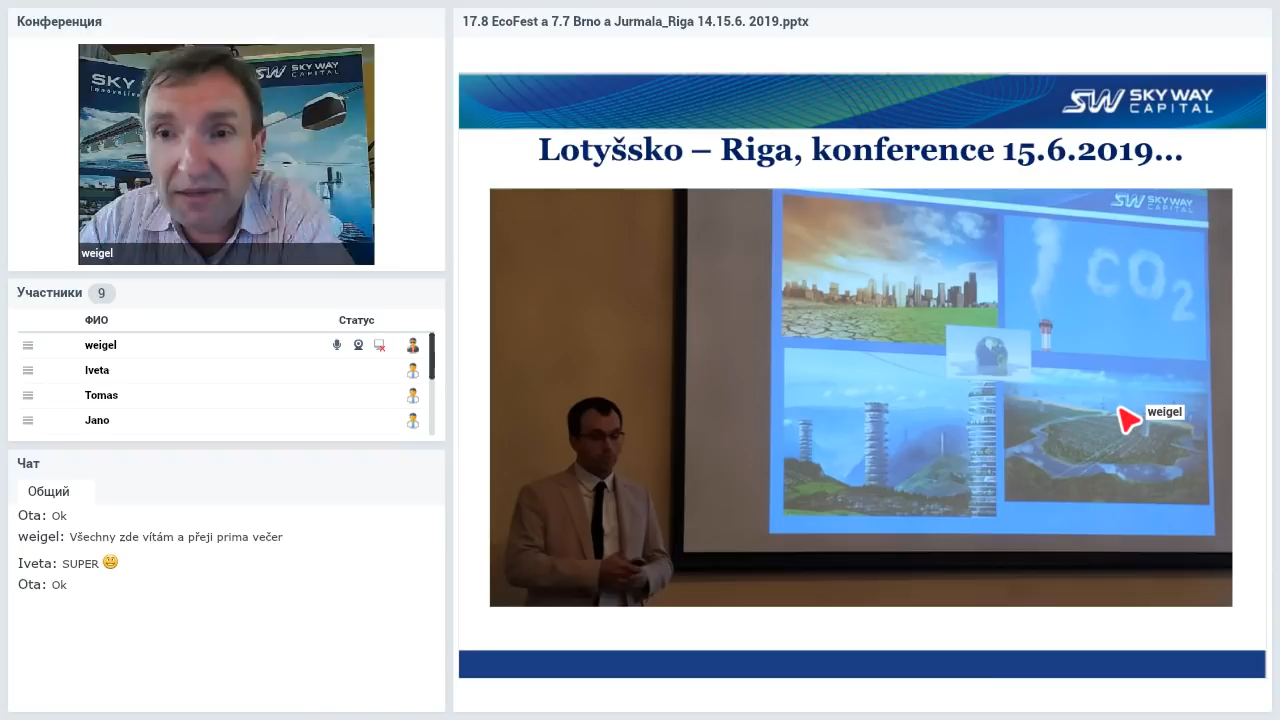 Конференция
SKY
Innovative
SW SKY WAY
CAPITAL
weigel
Участники 9
ФИО Статус
weigel
Iveta
Tomas
Jano
Чат
Общий
Ota: Ok
weigel: Všechny zde vítám a přeji prima večer
Iveta: SUPER
Ota: Ok
17.8 EcoFest a 7.7 Brno a Jurmala_Riga 14.15.6. 2019.pptx
SW SKY WAY
CAPITAL
Lotyšsko – Riga, konference 15.6.2019...
SW SKY WAY
CAPITAL
CO2
weigel